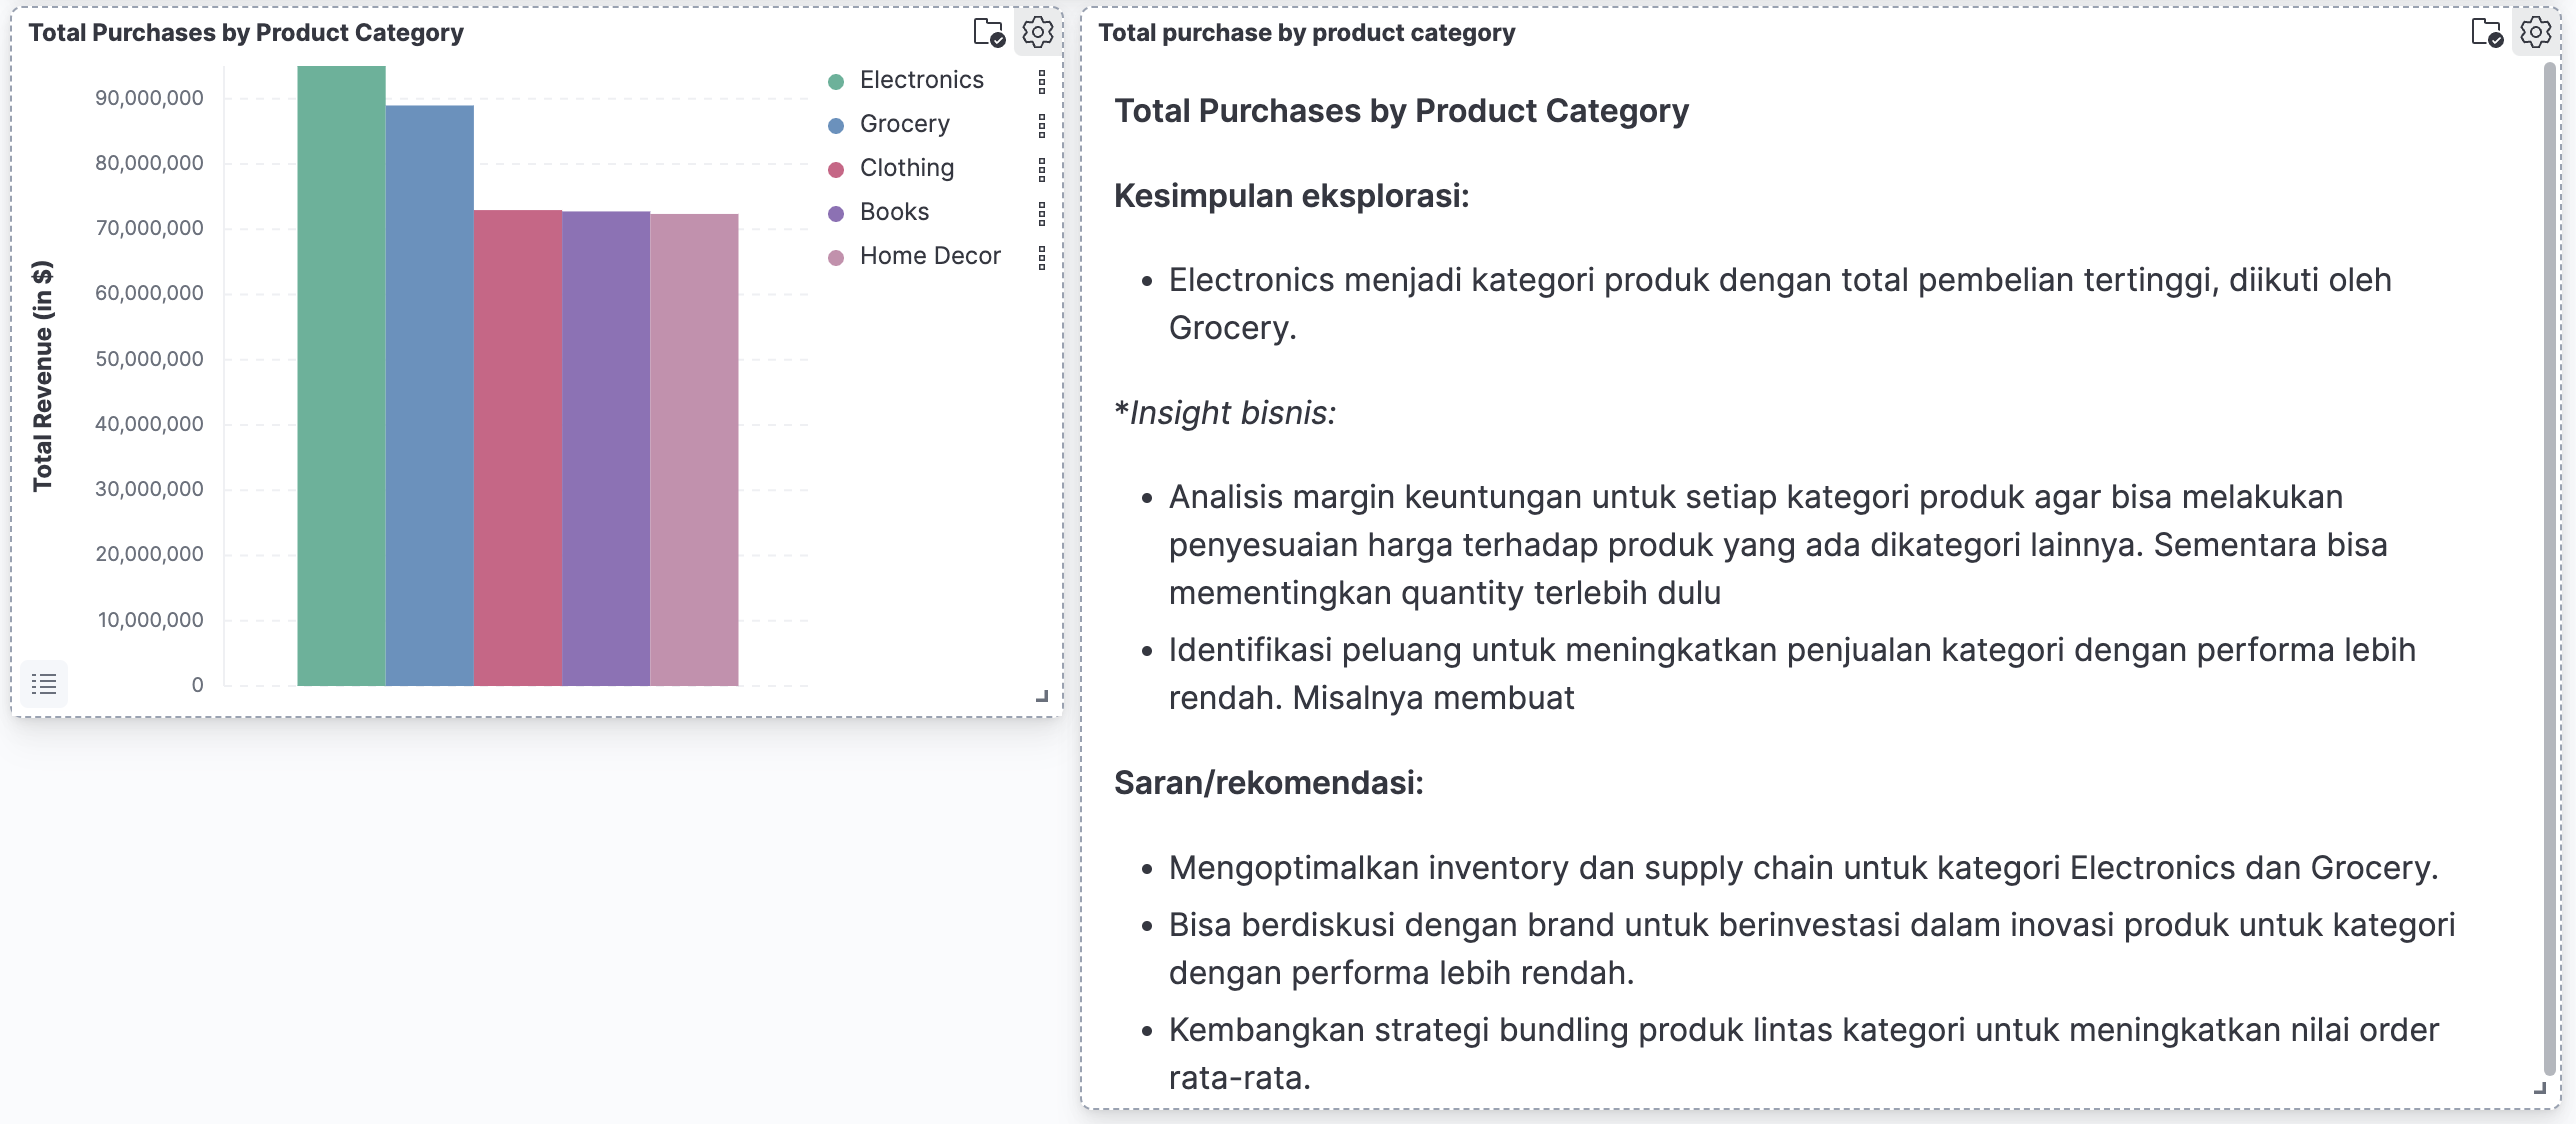 Total Purchases by Product Category
90,000,000
80,000,000
70,000,000
60,000,000
50,000,000
40,000,000
30,000,000
20,000,000
10,000,000
0
Total Revenue (in $)
Electronics
Grocery
Clothing
Books
Home Decor
Total purchase by product category
Total Purchases by Product Category
Kesimpulan eksplorasi:
• Electronics menjadi kategori produk dengan total pembelian tertinggi, diikuti oleh
Grocery.
*Insight bisnis:
• Analisis margin keuntungan untuk setiap kategori produk agar bisa melakukan
penyesuaian harga terhadap produk yang ada dikategori lainnya. Sementara bisa
mementingkan quantity terlebih dulu
• Identifikasi peluang untuk meningkatkan penjualan kategori dengan performa lebih
rendah. Misalnya membuat
Saran/rekomendasi:
• Mengoptimalkan inventory dan supply chain untuk kategori Electronics dan Grocery.
• Bisa berdiskusi dengan brand untuk berinvestasi dalam inovasi produk untuk kategori
dengan performa lebih rendah.
• Kembangkan strategi bundling produk lintas kategori untuk meningkatkan nilai order
rata-rata.